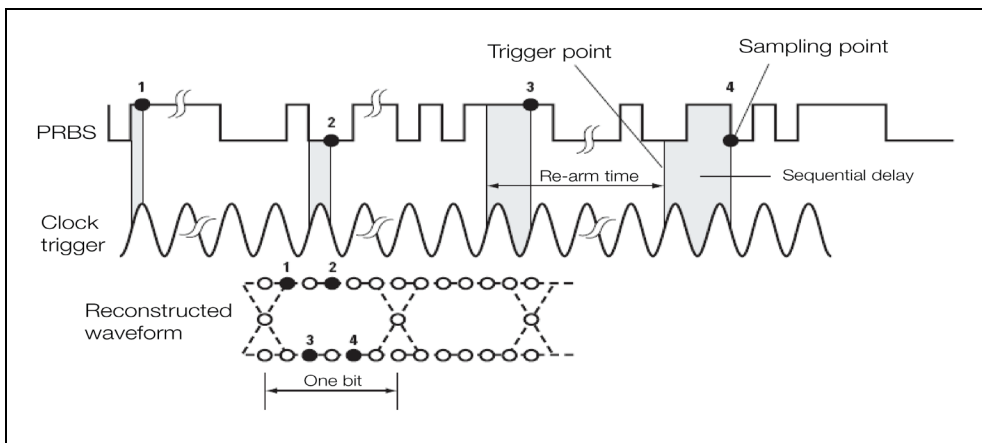 Trigger point
Sampling point
1
3
4
PRBS
2
Re-arm time
Sequential delay
Clock
trigger
1
2
Reconstructed
waveform
3
4
One bit